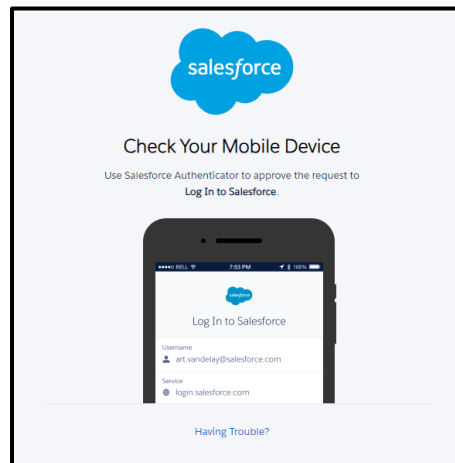 salesforce
Check Your Mobile Device
Use Salesforce Authenticator to approve the request to
Log In to Salesforce.
BELL 7:53 PM 100%
salesforce
Log In to Salesforce
Username
art.vandelay@salesforce.com
Service
login.salesforce.com
Having Trouble?